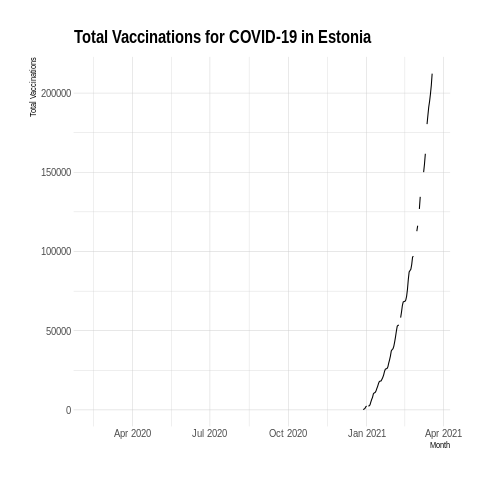 Total Vaccinations for COVID-19 in Estonia
Total Vaccinations
200000
150000
100000
50000
0
Apr 2020 Jul 2020 Oct 2020 Jan 2021 Apr 2021
Month